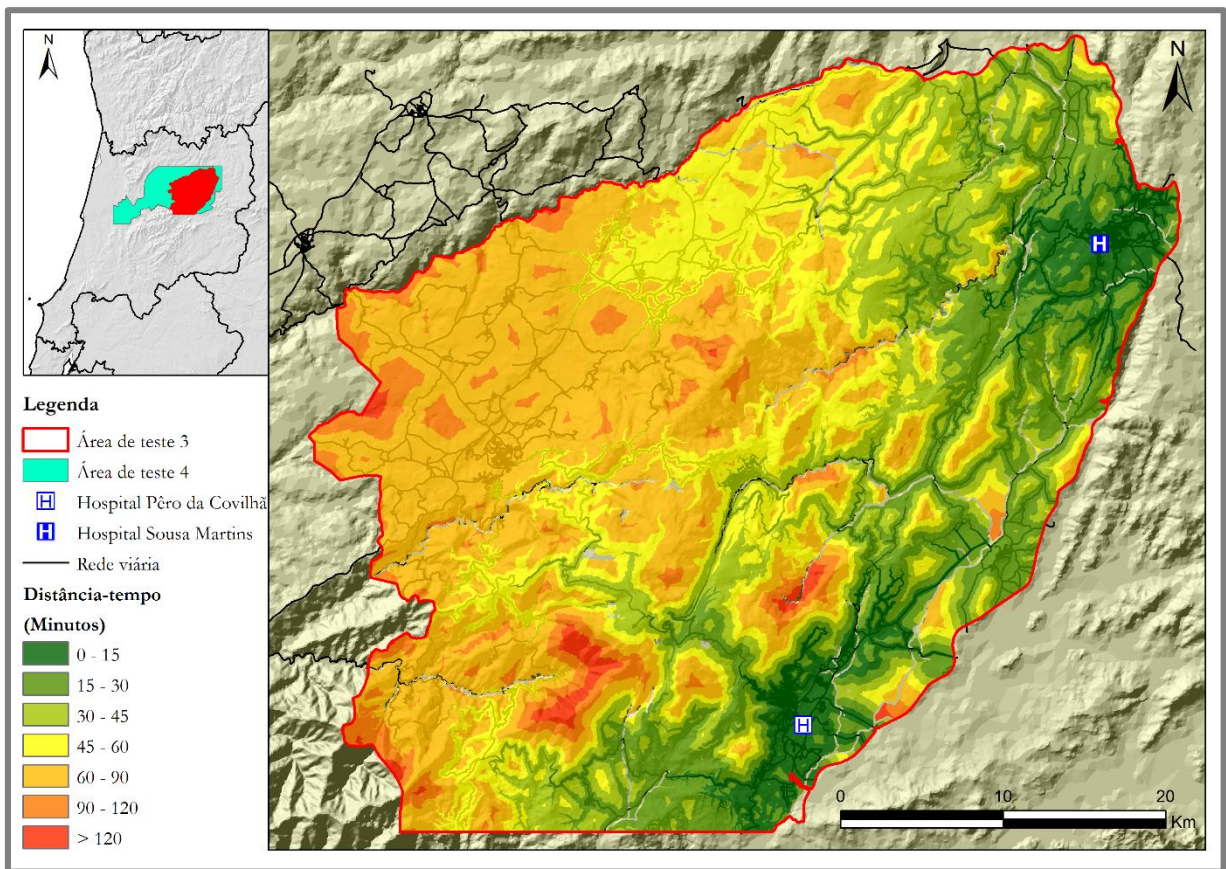 N
N
H
H
Legenda
Área de teste 3
Área de teste 4
H Hospital Pêro da Covilhã
H Hospital Sousa Martins
Rede viária
Distância-tempo
(Minutos)
0 - 15
15 - 30
30 - 45
45 - 60
60 - 90
90 - 120
> 120
0 10 20
Km